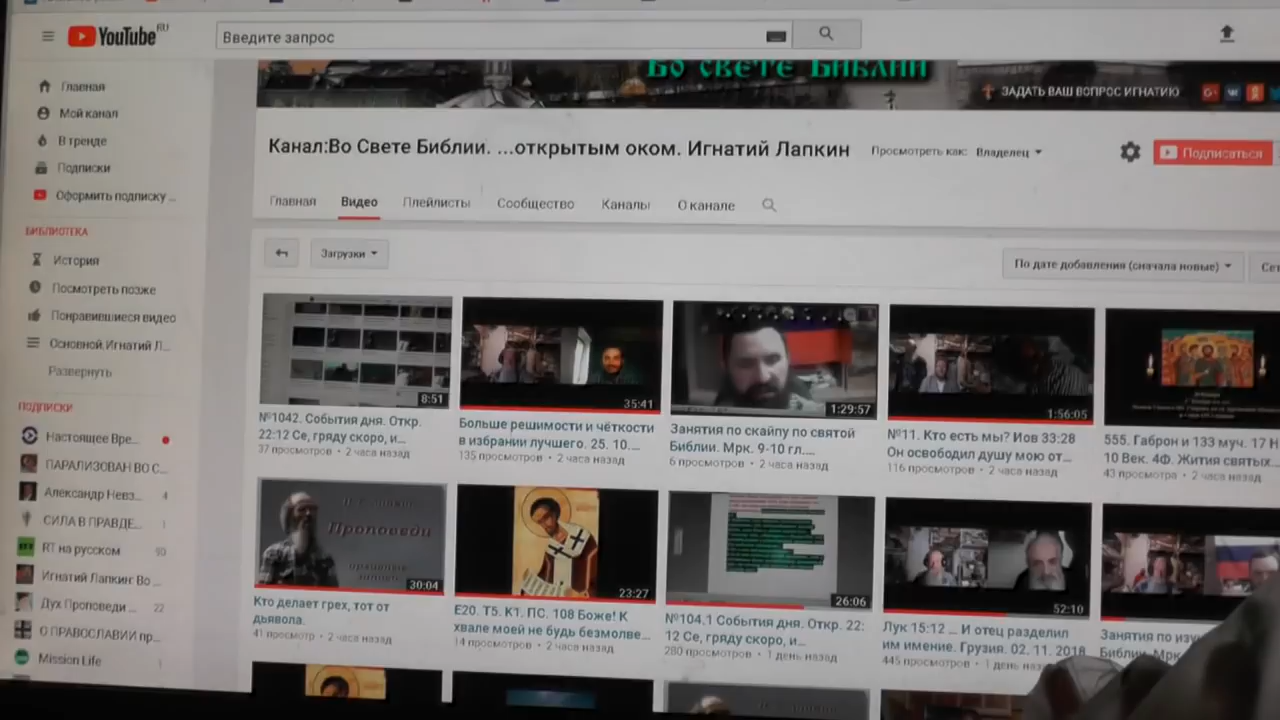 YouTube RU
Введите запрос
Главная
Мой канал
В тренде
Подписки
Оформить подписку ...
БИБЛИОТЕКА
История
Посмотреть позже
Понравившиеся видео
Основной Игнатий Л...
Развернуть
ПОДПИСКИ
Настоящее Вре...
ПАРАЛИЗОВАН ВО С...
Александр Невз... 4
СИЛА В ПРАВДЕ... 1
RT на русском
Игнатий Лапкин Во ...
Дух Проповеди ... 22
О ПРАВОСЛАВИИ пр...
Mission Life 1
ВО СВЕТЕ БИБЛИИ
ЗАДАТЬ ВАШ ВОПРОС ИГНАТИЮ
Канал:Во Свете Библии. ...открытым оком. Игнатий Лапкин
Просмотреть как: Владелец
Подписаться
Главная Видео Плейлисты Сообщество Каналы О канале
Загрузки
По дате добавления (сначала новые)
Сет
8:51
№1042. События дня. Откр.
22:12 Се, гряду скоро, и...
37 просмотров • 2 часа назад
35:41
Больше решимости и чёткости
в избрании лучшего. 25. 10....
135 просмотров • 2 часа назад
1:29:57
Занятия по скайпу по святой
Библии. Мрк. 9-10 гл....
6 просмотров • 2 часа назад
1:56:05
№11. Кто есть мы? Иов 33:28
Он освободил душу мою от...
116 просмотров • 2 часа назад
555. Габрон и 133 муч. 17 Н
10 Век. 4Ф. Жития святых...
43 просмотра • 2 часа назад
Проповеди
30:04
Кто делает грех, тот от
дьявола.
41 просмотр • 2 часа назад
23:27
Е20. Т5. К1. ПС. 108 Боже! К
хвале моей не будь безмолве...
14 просмотров • 2 часа назад
26:06
№104.1 События дня. Откр. 22:
12 Се, гряду скоро, и...
280 просмотров • 1 день назад
52:10
Лук 15:12 ... И отец разделил
им имение. Грузия. 02. 11. 2018
445 просмотров • 1 день назад
Занятия по изу
Библии. Мрк